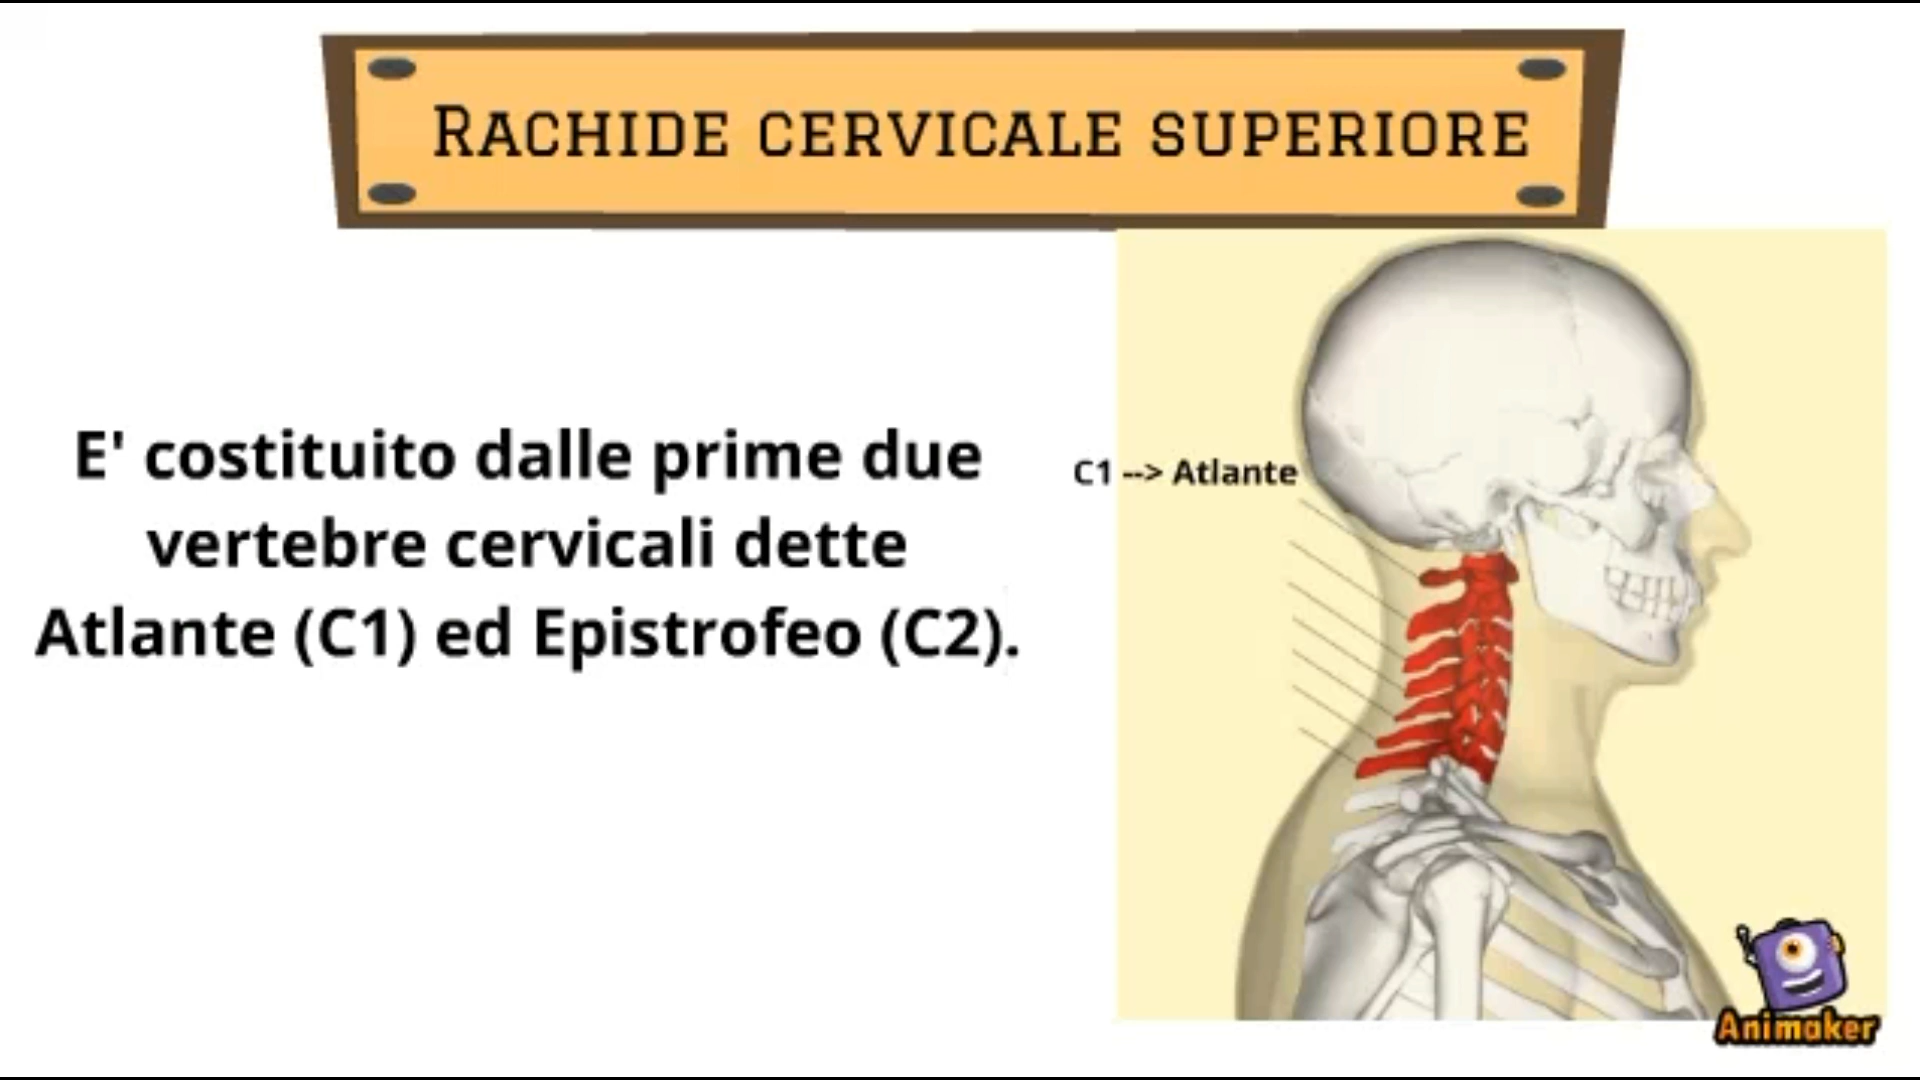 Rachide cervicale superiore
E' costituito dalle prime due
vertebre cervicali dette
Atlante (C1) ed Epistrofeo (C2).
C1 --> Atlante
Animaker